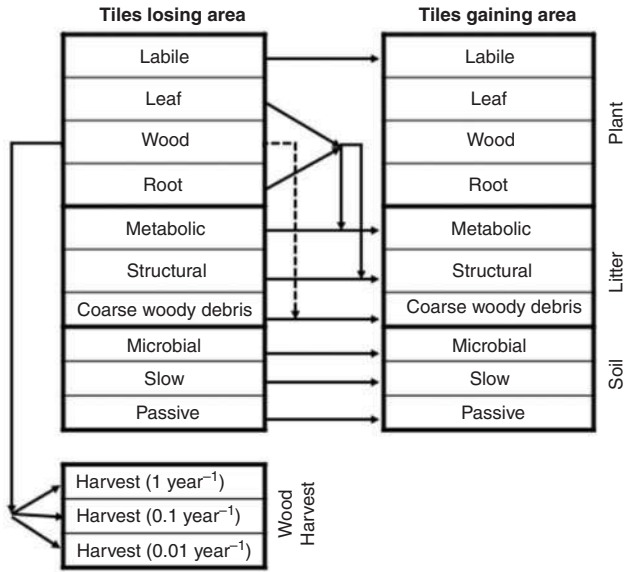 Tiles losing area
Tiles gaining area
Labile
Leaf
Wood
Root
Metabolic
Structural
Coarse woody debris
Microbial
Slow
Passive
Labile
Leaf
Wood
Root
Metabolic
Structural
Coarse woody debris
Microbial
Slow
Passive
Plant
Litter
Soil
Harvest (1 year⁻¹)
Harvest (0.1 year⁻¹)
Harvest (0.01 year⁻¹)
Wood
Harvest